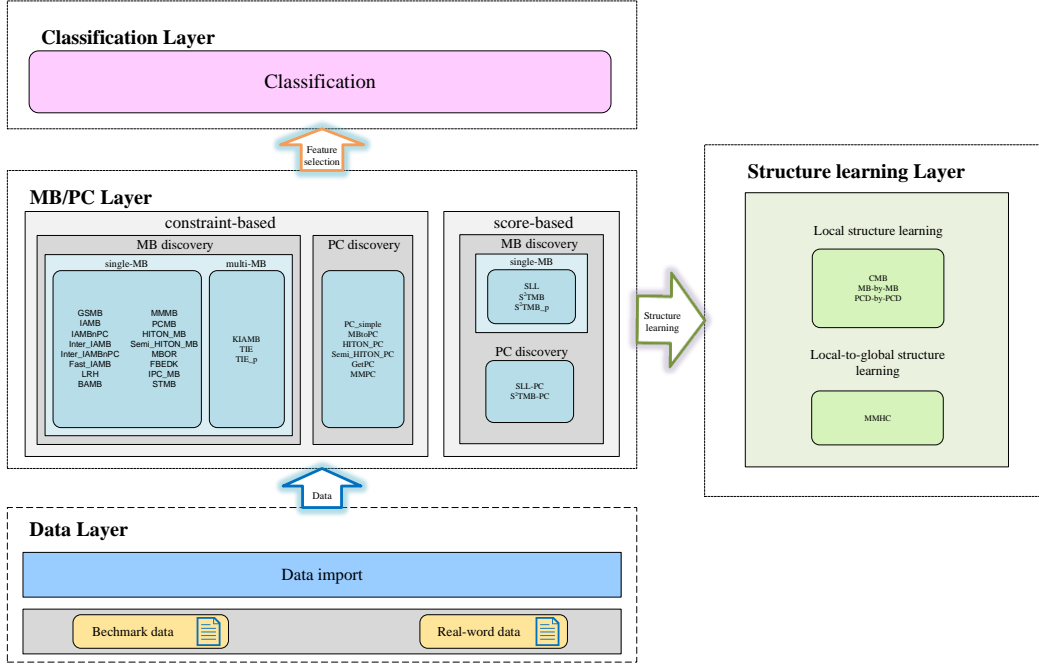 Classification Layer
Classification
Feature
selection
MB/PC Layer
constraint-based
MB discovery
single-MB
GSMB
IAMB
IAMBnPC
Inter_IAMB
Inter_IAMBnPC
Fast_IAMB
LRH
BAMB
MMMB
PCMB
HITON_MB
Semi_HITON_MB
MBOR
FBEDK
IPC_MB
STMB
multi-MB
KIAMB
TIE
TIE_p
PC discovery
PC_simple
MBtoPC
HITON_PC
Semi_HITON_PC
GetPC
MMPC
score-based
MB discovery
single-MB
SLL
S²TMB
S²TMB_p
PC discovery
SLL-PC
S²TMB-PC
Structure
learning
Structure learning Layer
Local structure learning
CMB
MB-by-MB
PCD-by-PCD
Local-to-global structure
learning
MMHC
Data
Data Layer
Data import
Bechmark data
Real-word data